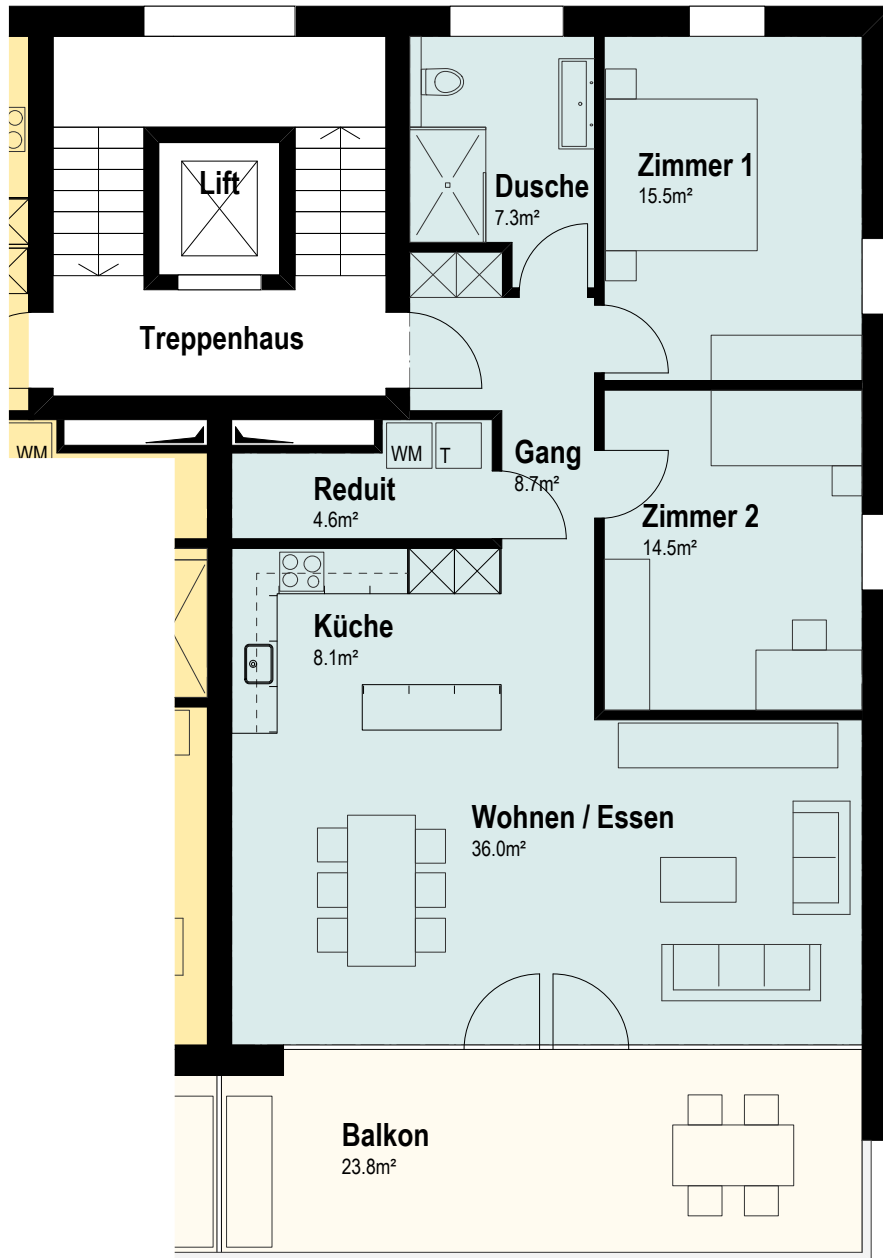 Lift
Dusche
7.3m²
Zimmer 1
15.5m²
Treppenhaus
WM
WM
T
Gang
8.7m²
Reduit
4.6m²
Zimmer 2
14.5m²
Küche
8.1m²
Wohnen / Essen
36.0m²
Balkon
23.8m²